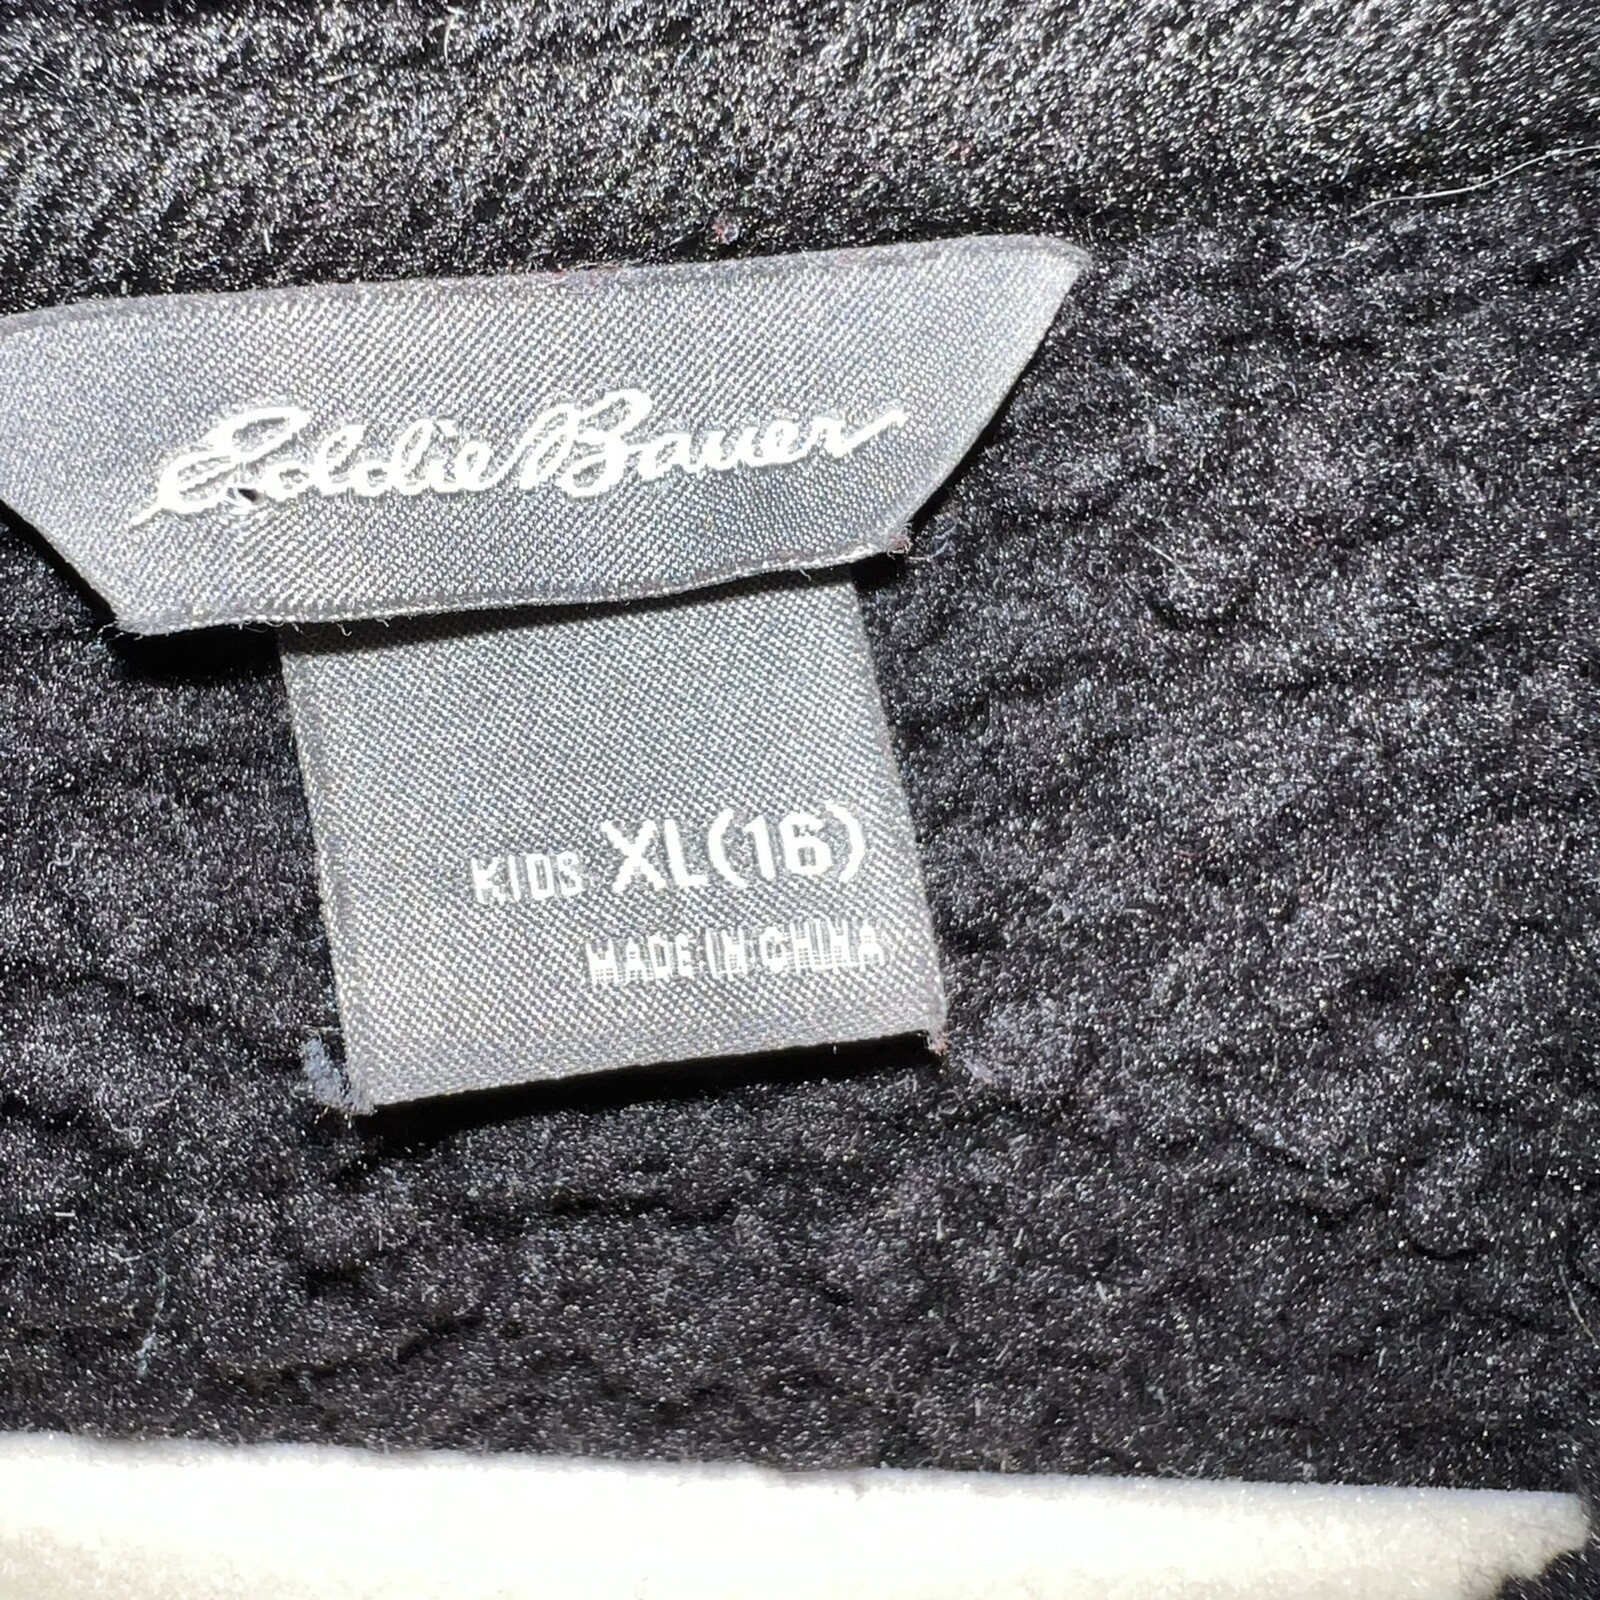 Eddie Bauer
KIDS XL(16)
MADE IN CHINA